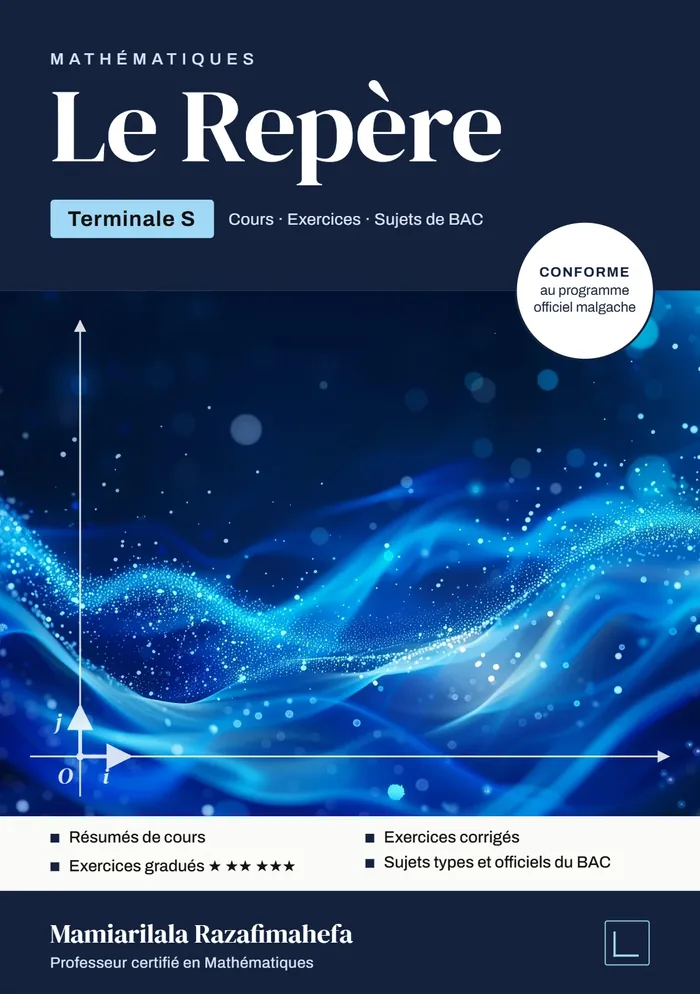 MATHÉMATIQUES
Le Repère
Terminale S
Cours · Exercices · Sujets de BAC
CONFORME
au programme
officiel malgache
j
O
i
Résumés de cours
Exercices gradués ★ ★★ ★★★
Exercices corrigés
Sujets types et officiels du BAC
Mamiarilala Razafimahefa
Professeur certifié en Mathématiques